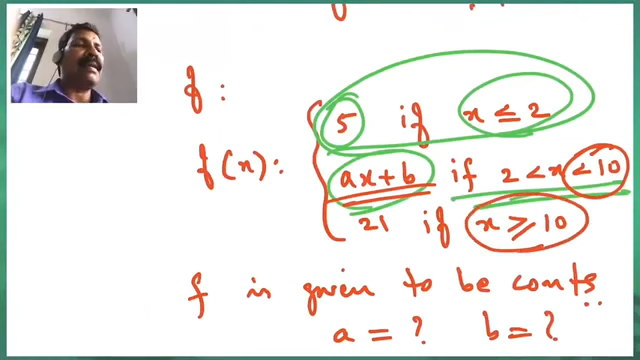 f :
f(x) : { 5 if x ≤ 2
ax + b if 2 < x < 10
21 if x ≥ 10
f is given to be conts
a = ? b = ?